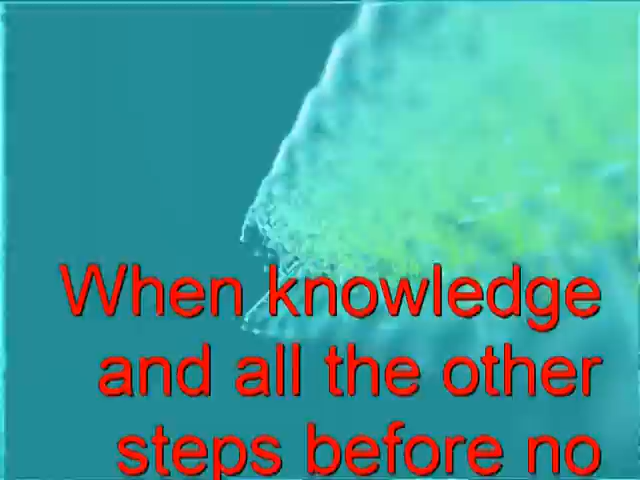 When knowledge
and all the other
steps before no